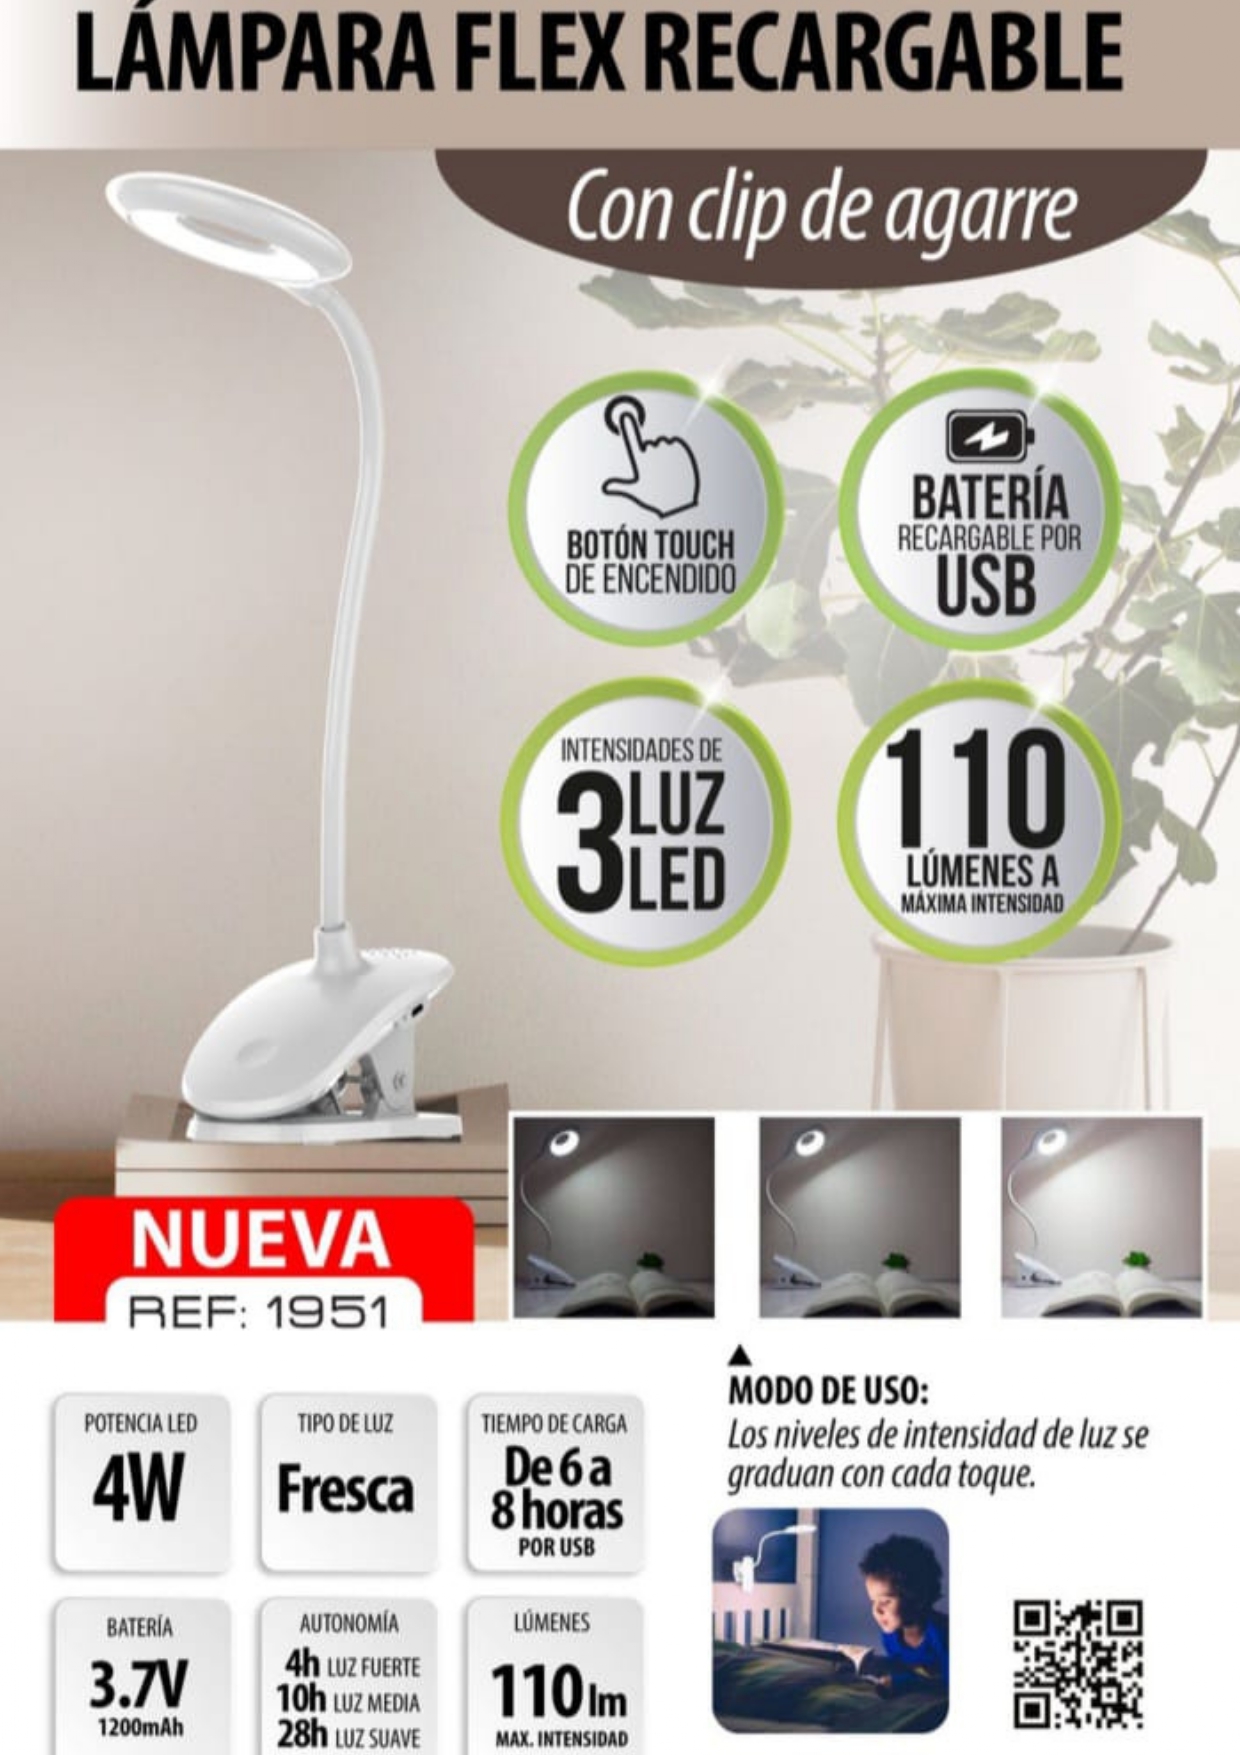 LÁMPARA FLEX RECARGABLE
Con clip de agarre
BOTÓN TOUCH
DE ENCENDIDO
BATERÍA
RECARGABLE POR
USB
INTENSIDADES DE
3 LUZ
LED
110
LÚMENES A
MÁXIMA INTENSIDAD
NUEVA
REF: 1951
MODO DE USO:
Los niveles de intensidad de luz se
graduan con cada toque.
POTENCIA LED
4W
TIPO DE LUZ
Fresca
TIEMPO DE CARGA
De 6 a
8 horas
POR USB
BATERÍA
3.7V
1200mAh
AUTONOMÍA
4h LUZ FUERTE
10h LUZ MEDIA
28h LUZ SUAVE
LÚMENES
110 lm
MAX. INTENSIDAD